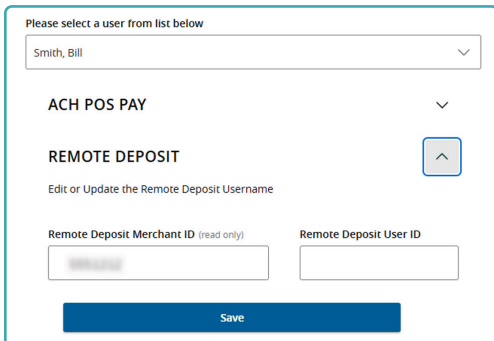 Please select a user from list below
Smith, Bill
ACH POS PAY
REMOTE DEPOSIT
Edit or Update the Remote Deposit Username
Remote Deposit Merchant ID (read only) Remote Deposit User ID
Save